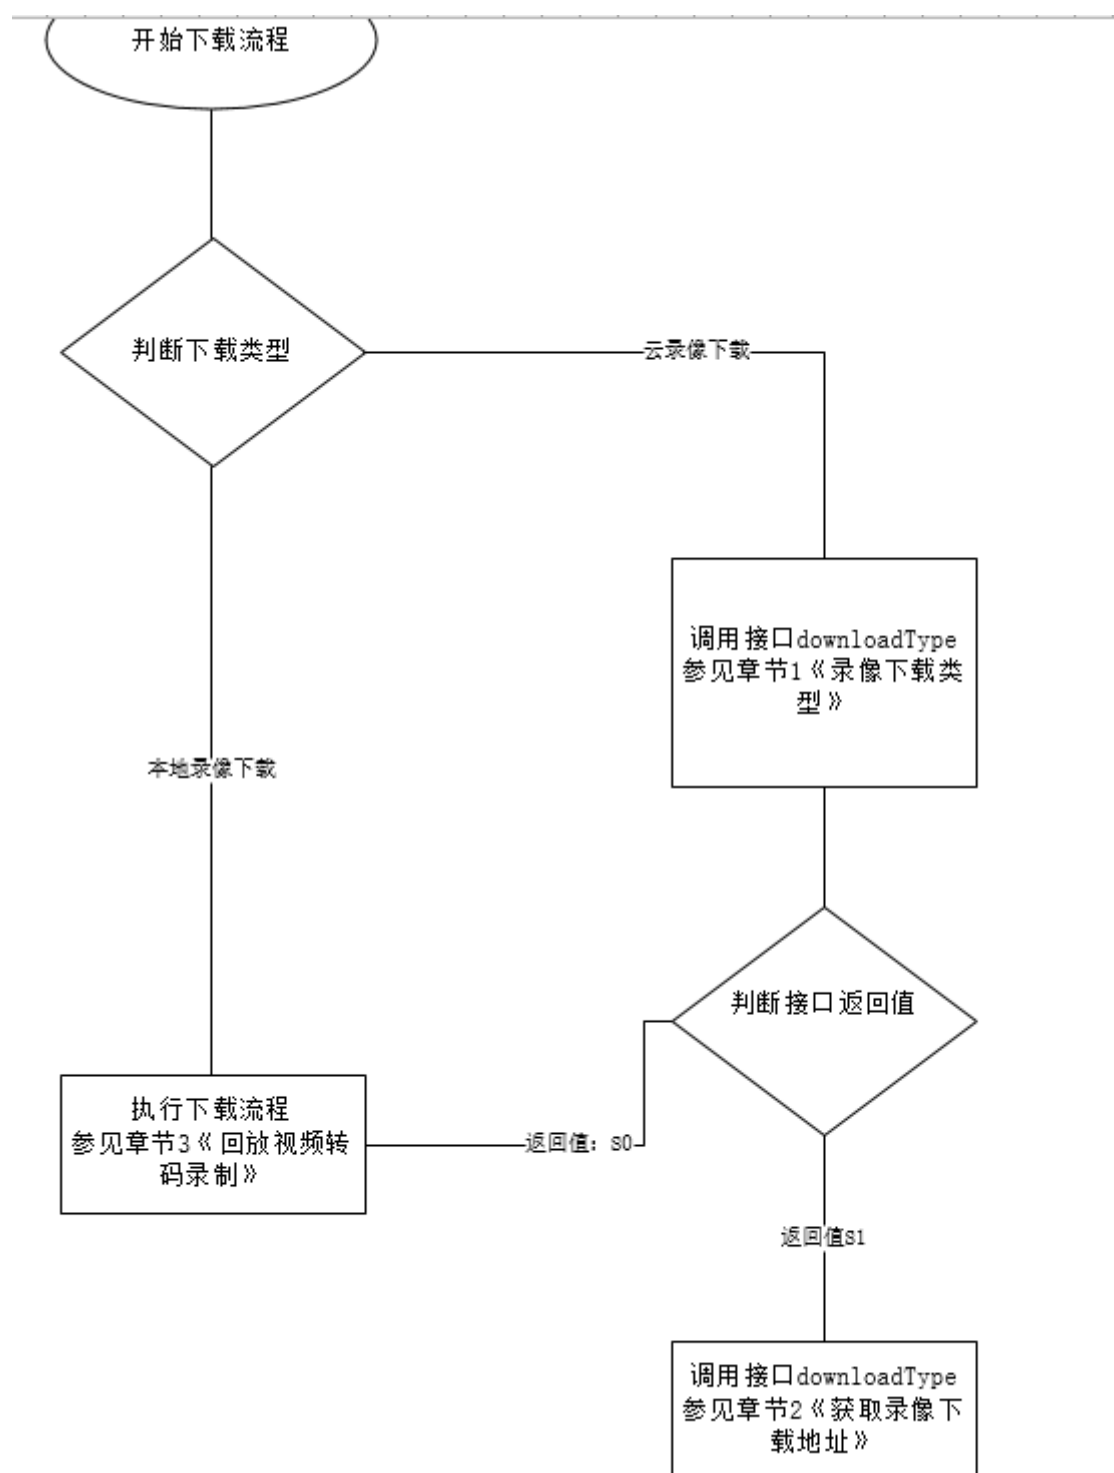 开始下载流程
判断下载类型
云录像下载
调用接口downloadType
参见章节1《录像下载类
型》
本地录像下载
判断接口返回值
执行下载流程
参见章节3《回放视频转
码录制》
返回值：S0
返回值S1
调用接口downloadType
参见章节2《获取录像下
载地址》